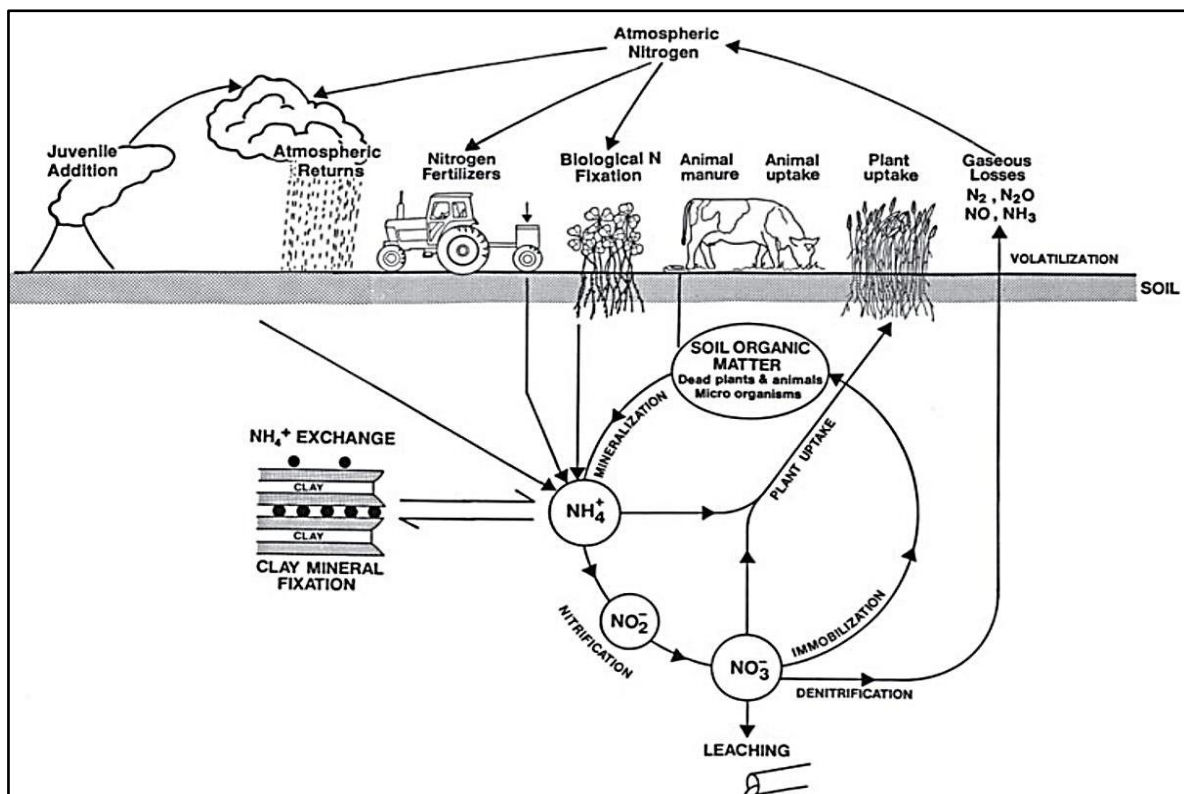 Atmospheric
Nitrogen
Juvenile
Addition
Atmospheric
Returns
Nitrogen
Fertilizers
Biological N
Fixation
Animal
manure
Animal
uptake
Plant
uptake
Gaseous
Losses
N₂ , N₂O
NO, NH₃
VOLATILIZATION
SOIL
SOIL ORGANIC
MATTER
Dead plants & animals
Micro organisms
MINERALIZATION
PLANT UPTAKE
NH₄⁺ EXCHANGE
CLAY
CLAY
CLAY MINERAL
FIXATION
NH₄⁺
NITRIFICATION
NO₂⁻
NO₃⁻
IMMOBILIZATION
DENITRIFICATION
LEACHING